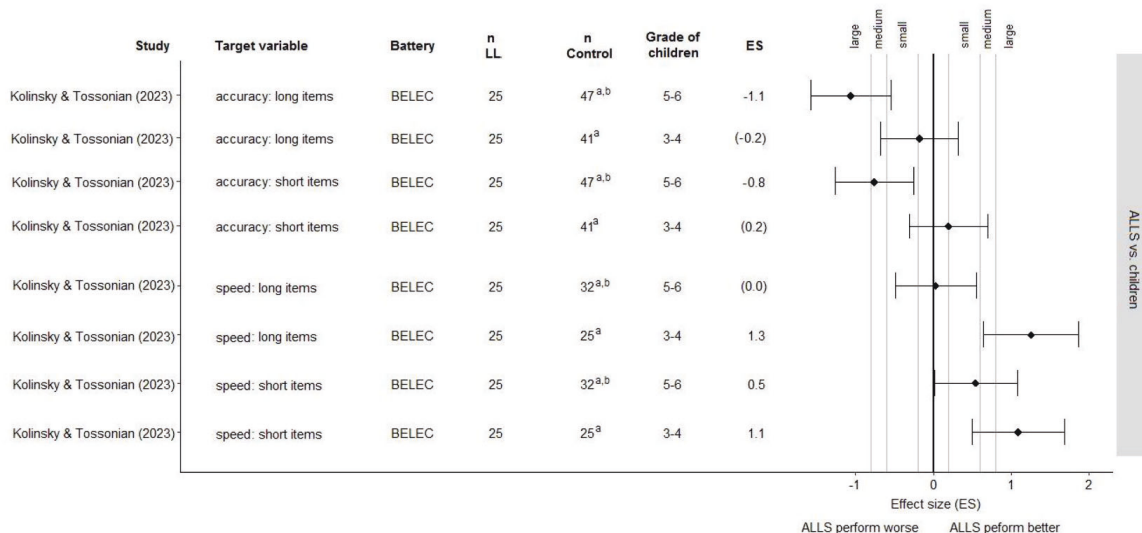 Study Target variable Battery n LL. n Control Grade of children ES large medium small small medium large
Kolinsky & Tossonian (2023) accuracy: long items BELEC 25 47a,b 5-6 -1.1
Kolinsky & Tossonian (2023) accuracy: long items BELEC 25 41a 3-4 (-0.2)
Kolinsky & Tossonian (2023) accuracy: short items BELEC 25 47a,b 5-6 -0.8
Kolinsky & Tossonian (2023) accuracy: short items BELEC 25 41a 3-4 (0.2)
Kolinsky & Tossonian (2023) speed: long items BELEC 25 32a,b 5-6 (0.0)
Kolinsky & Tossonian (2023) speed: long items BELEC 25 25a 3-4 1.3
Kolinsky & Tossonian (2023) speed: short items BELEC 25 32a,b 5-6 0.5
Kolinsky & Tossonian (2023) speed: short items BELEC 25 25a 3-4 1.1
ALLS vs. children
-1 0 1 2
Effect size (ES)
ALLS perform worse ALLS peform better